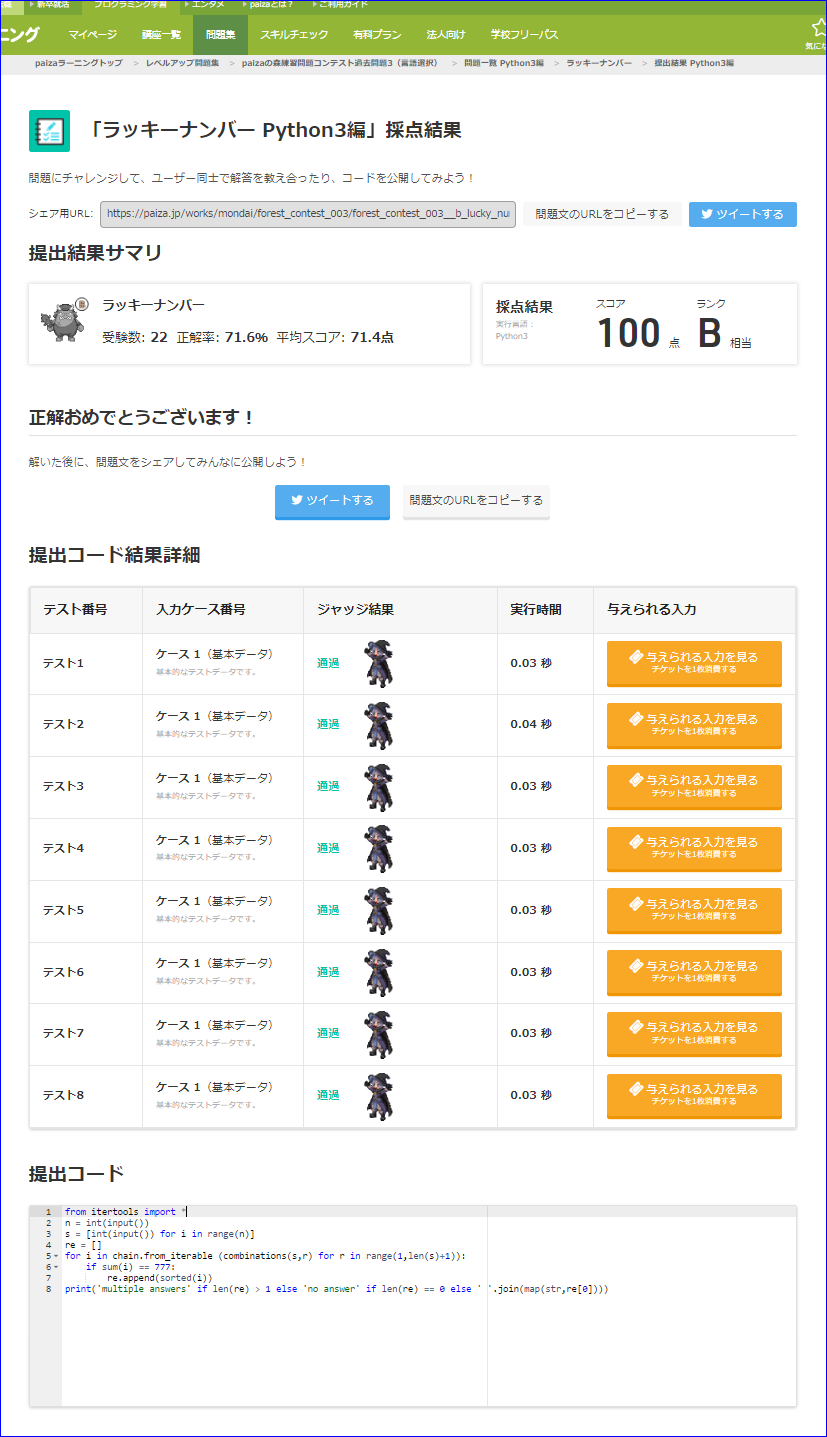 新卒就活 プログラミング学習 エンタメ paizaとは？ ご利用ガイド
ニング マイページ 講座一覧 問題集 スキルチェック 有料プラン 法人向け 学校フリーパス
paizaラーニングトップ > レベルアップ問題集 > paizaの森練習問題コンテスト過去問題3（言語選択） > 問題一覧 Python3編 > ラッキーナンバー > 提出結果 Python3編
「ラッキーナンバー Python3編」採点結果
問題にチャレンジして、ユーザー同士で解答を教え合ったり、コードを公開してみよう！
シェア用URL: https://paiza.jp/works/mondai/forest_contest_003/forest_contest_003__b_lucky_nu 問題文のURLをコピーする ツイートする
提出結果サマリ
ラッキーナンバー
受験数: 22 正解率: 71.6% 平均スコア: 71.4点
採点結果 スコア ランク
実行言語：
Python3
100 点 B 相当
正解おめでとうございます！
解いた後に、問題文をシェアしてみんなに公開しよう！
ツイートする 問題文のURLをコピーする
提出コード結果詳細
テスト番号 入力ケース番号 ジャッジ結果 実行時間 与えられる入力
テスト1 ケース 1（基本データ） 通過 0.03 秒 与えられる入力を見る
基本的なテストデータです。 チケットを1枚消費する
テスト2 ケース 1（基本データ） 通過 0.04 秒 与えられる入力を見る
基本的なテストデータです。 チケットを1枚消費する
テスト3 ケース 1（基本データ） 通過 0.03 秒 与えられる入力を見る
基本的なテストデータです。 チケットを1枚消費する
テスト4 ケース 1（基本データ） 通過 0.03 秒 与えられる入力を見る
基本的なテストデータです。 チケットを1枚消費する
テスト5 ケース 1（基本データ） 通過 0.03 秒 与えられる入力を見る
基本的なテストデータです。 チケットを1枚消費する
テスト6 ケース 1（基本データ） 通過 0.03 秒 与えられる入力を見る
基本的なテストデータです。 チケットを1枚消費する
テスト7 ケース 1（基本データ） 通過 0.03 秒 与えられる入力を見る
基本的なテストデータです。 チケットを1枚消費する
テスト8 ケース 1（基本データ） 通過 0.03 秒 与えられる入力を見る
基本的なテストデータです。 チケットを1枚消費する
提出コード
1 from itertools import *
2 n = int(input())
3 s = [int(input()) for i in range(n)]
4 re = []
5 for i in chain.from_iterable (combinations(s,r) for r in range(1,len(s)+1)):
6 if sum(i) == 777:
7 re.append(sorted(i))
8 print('multiple answers' if len(re) > 1 else 'no answer' if len(re) == 0 else ' '.join(map(str,re[0])))